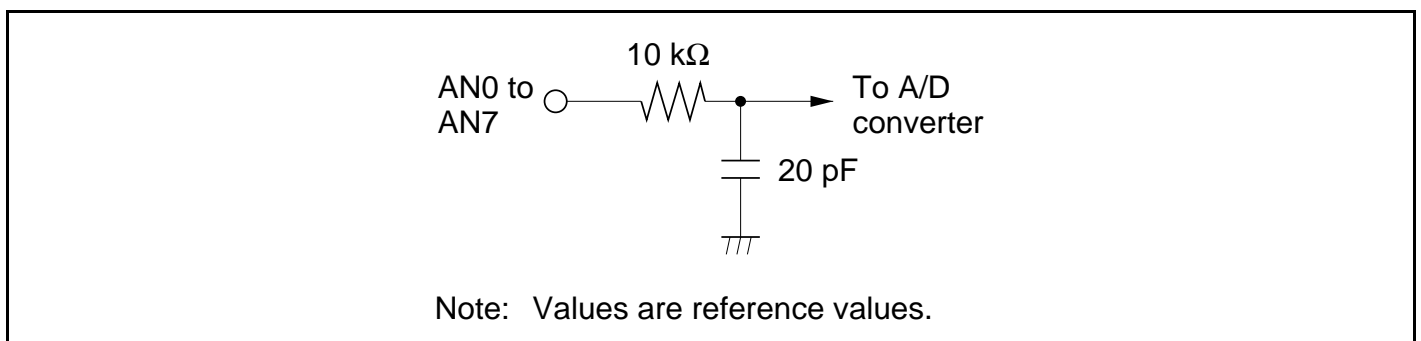 10 kΩ
AN0 to
AN7
To A/D
converter
20 pF
Note: Values are reference values.